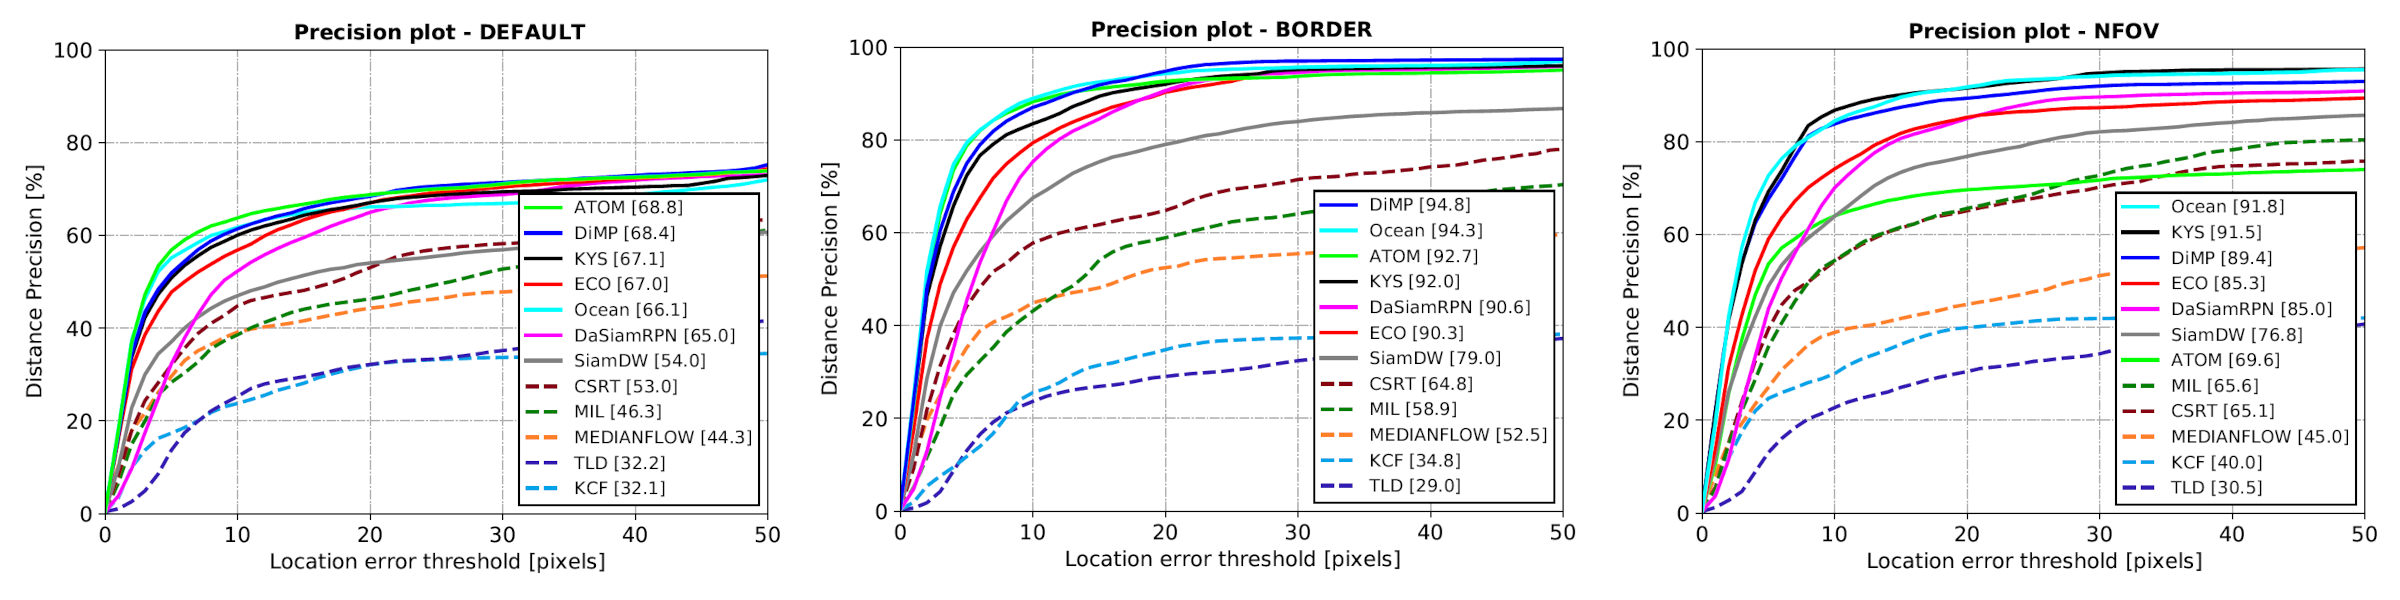 Precision plot - DEFAULT
100
80
60
40
20
0
Distance Precision [%]
ATOM [68.8]
DiMP [68.4]
KYS [67.1]
ECO [67.0]
Ocean [66.1]
DaSiamRPN [65.0]
SiamDW [54.0]
CSRT [53.0]
MIL [46.3]
MEDIANFLOW [44.3]
TLD [32.2]
KCF [32.1]
0 10 20 30 40 50
Location error threshold [pixels]
Precision plot - BORDER
100
80
60
40
20
0
Distance Precision [%]
DiMP [94.8]
Ocean [94.3]
ATOM [92.7]
KYS [92.0]
DaSiamRPN [90.6]
ECO [90.3]
SiamDW [79.0]
CSRT [64.8]
MIL [58.9]
MEDIANFLOW [52.5]
KCF [34.8]
TLD [29.0]
0 10 20 30 40 50
Location error threshold [pixels]
Precision plot - NFOV
100
80
60
40
20
0
Distance Precision [%]
Ocean [91.8]
KYS [91.5]
DiMP [89.4]
ECO [85.3]
DaSiamRPN [85.0]
SiamDW [76.8]
ATOM [69.6]
MIL [65.6]
CSRT [65.1]
MEDIANFLOW [45.0]
KCF [40.0]
TLD [30.5]
0 10 20 30 40 50
Location error threshold [pixels]